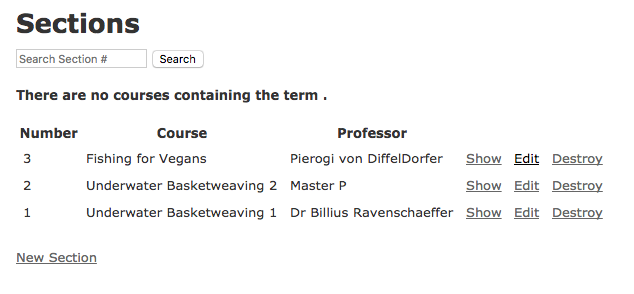 Sections
Search Section # Search
There are no courses containing the term .
Number Course Professor
3 Fishing for Vegans Pierogi von DiffelDorfer Show Edit Destroy
2 Underwater Basketweaving 2 Master P Show Edit Destroy
1 Underwater Basketweaving 1 Dr Billius Ravenschaeffer Show Edit Destroy
New Section